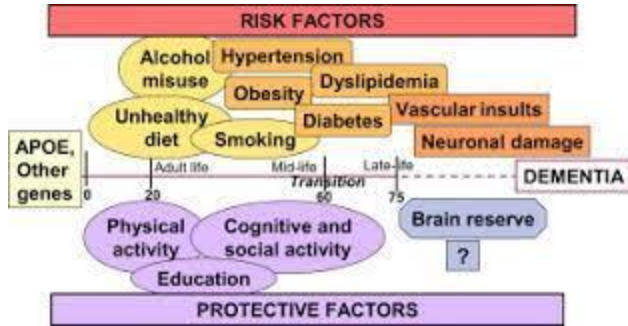 RISK FACTORS
Alcohol
misuse
Hypertension
Obesity
Dyslipidemia
Unhealthy
diet
Smoking
Diabetes
Vascular insults
Neuronal damage
APOE,
Other
genes
Adult life
Mid-life
Transition
Late-life
0
20
60
75
DEMENTIA
Physical
activity
Cognitive and
social activity
Education
Brain reserve
?
PROTECTIVE FACTORS